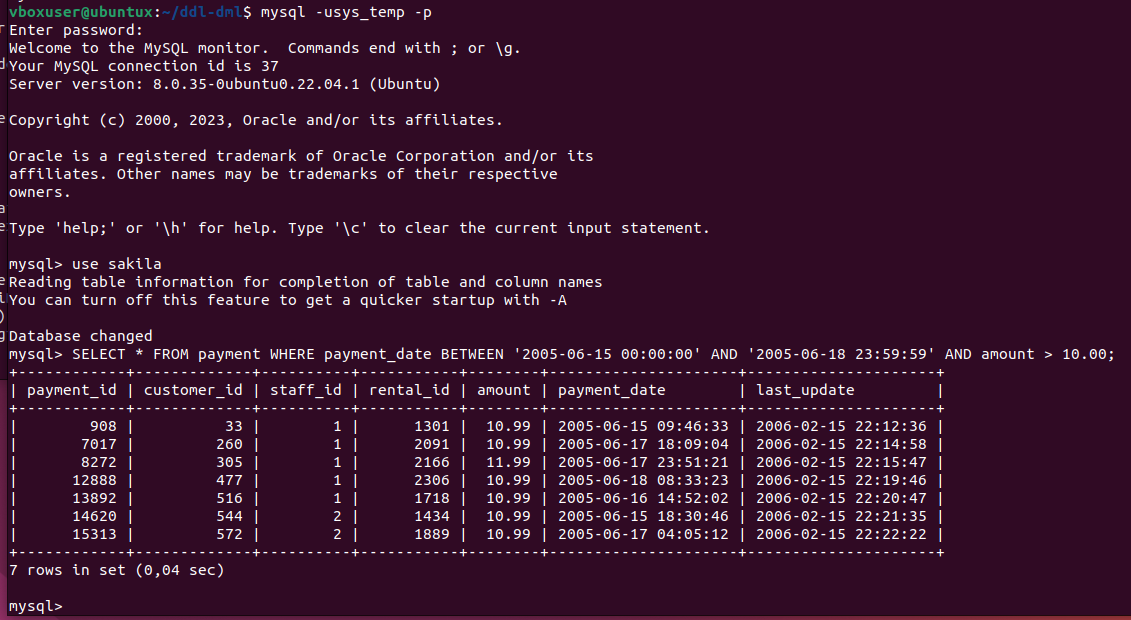 vboxuser@ubuntux:~/ddl-dml$ mysql -usys_temp -p
Enter password:
Welcome to the MySQL monitor.  Commands end with ; or \g.
Your MySQL connection id is 37
Server version: 8.0.35-0ubuntu0.22.04.1 (Ubuntu)

Copyright (c) 2000, 2023, Oracle and/or its affiliates.

Oracle is a registered trademark of Oracle Corporation and/or its
affiliates. Other names may be trademarks of their respective
owners.

Type 'help;' or '\h' for help. Type '\c' to clear the current input statement.

mysql> use sakila
Reading table information for completion of table and column names
You can turn off this feature to get a quicker startup with -A

Database changed
mysql> SELECT * FROM payment WHERE payment_date BETWEEN '2005-06-15 00:00:00' AND '2005-06-18 23:59:59' AND amount > 10.00;
+------------+-------------+----------+-----------+--------+---------------------+---------------------+
| payment_id | customer_id | staff_id | rental_id | amount | payment_date        | last_update         |
+------------+-------------+----------+-----------+--------+---------------------+---------------------+
|        908 |          33 |        1 |      1301 |  10.99 | 2005-06-15 09:46:33 | 2006-02-15 22:12:36 |
|       7017 |         260 |        1 |      2091 |  10.99 | 2005-06-17 18:09:04 | 2006-02-15 22:14:58 |
|       8272 |         305 |        1 |      2166 |  11.99 | 2005-06-17 23:51:21 | 2006-02-15 22:15:47 |
|      12888 |         477 |        1 |      2306 |  10.99 | 2005-06-18 08:33:23 | 2006-02-15 22:19:46 |
|      13892 |         516 |        1 |      1718 |  10.99 | 2005-06-16 14:52:02 | 2006-02-15 22:20:47 |
|      14620 |         544 |        2 |      1434 |  10.99 | 2005-06-15 18:30:46 | 2006-02-15 22:21:35 |
|      15313 |         572 |        2 |      1889 |  10.99 | 2005-06-17 04:05:12 | 2006-02-15 22:22:22 |
+------------+-------------+----------+-----------+--------+---------------------+---------------------+
7 rows in set (0,04 sec)

mysql>